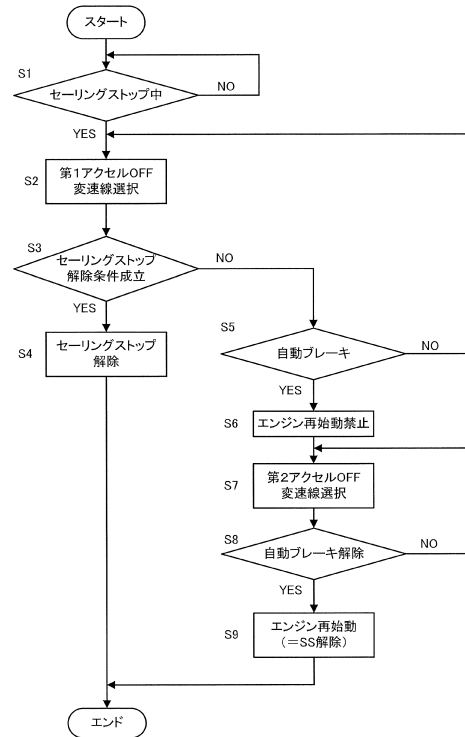 スタート
S1
セーリングストップ中
NO
YES
S2
第1アクセルOFF
変速線選択
S3
セーリングストップ
解除条件成立
NO
YES
S4
セーリングストップ
解除
S5
自動ブレーキ
NO
YES
S6
エンジン再始動禁止
S7
第2アクセルOFF
変速線選択
S8
自動ブレーキ解除
NO
YES
S9
エンジン再始動
(=SS解除)
エンド